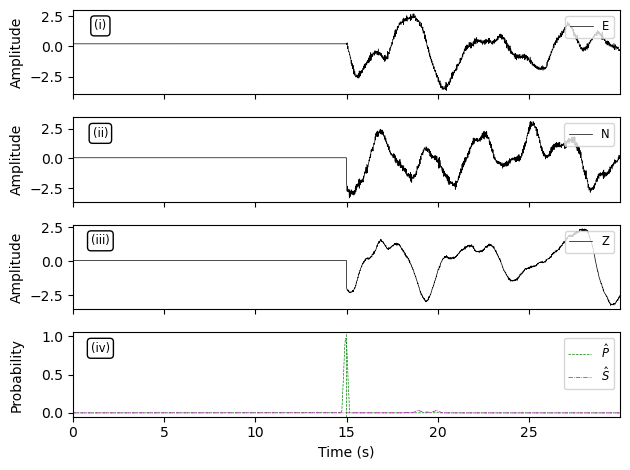 2.5
0.0
−2.5
Amplitude
(i)
E
2.5
0.0
−2.5
Amplitude
(ii)
N
2.5
0.0
−2.5
Amplitude
(iii)
Z
1.0
0.5
0.0
Probability
(iv)
P̂
Ŝ
0 5 10 15 20 25
Time (s)